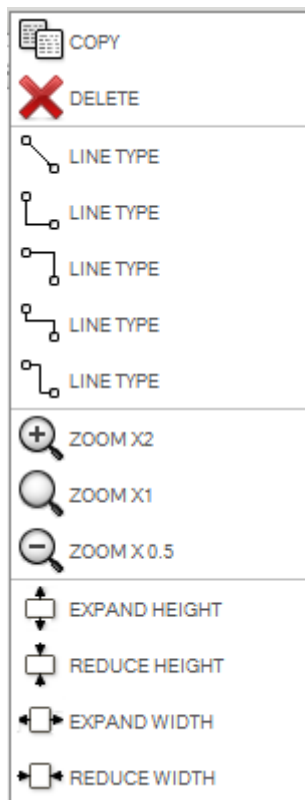 COPY
DELETE
LINE TYPE
LINE TYPE
LINE TYPE
LINE TYPE
LINE TYPE
ZOOM X2
ZOOM X1
ZOOM X 0.5
EXPAND HEIGHT
REDUCE HEIGHT
EXPAND WIDTH
REDUCE WIDTH